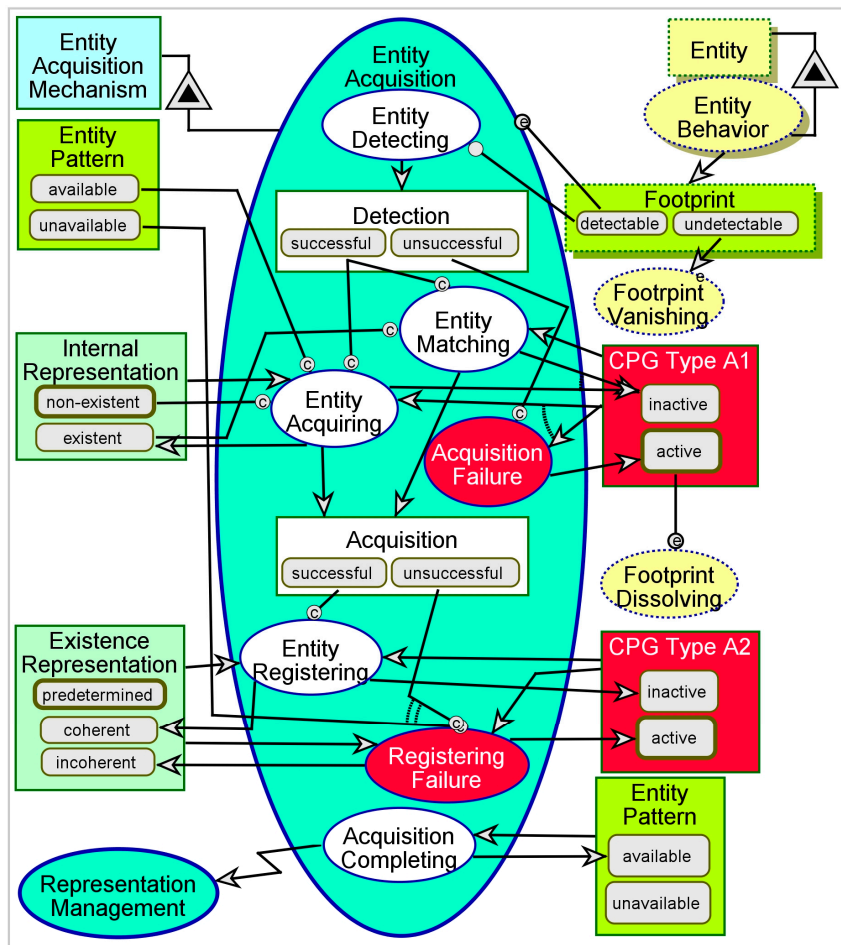 Entity
Acquisition
Mechanism
Entity
Pattern
available
unavailable
Internal
Representation
non-existent
existent
Existence
Representation
predetermined
coherent
incoherent
Representation
Management
Entity
Acquisition
Entity
Detecting
Detection
successful
unsuccessful
c
c
Entity
Matching
c
c
c
c
Entity
Acquiring
c
Acquisition
Failure
Acquisition
successful
unsuccessful
c
Entity
Registering
c
Registering
Failure
Acquisition
Completing
e
Entity
Entity
Behavior
Footprint
detectable
undetectable
e
Footrpint
Vanishing
CPG Type A1
inactive
active
e
Footprint
Dissolving
CPG Type A2
inactive
active
Entity
Pattern
available
unavailable